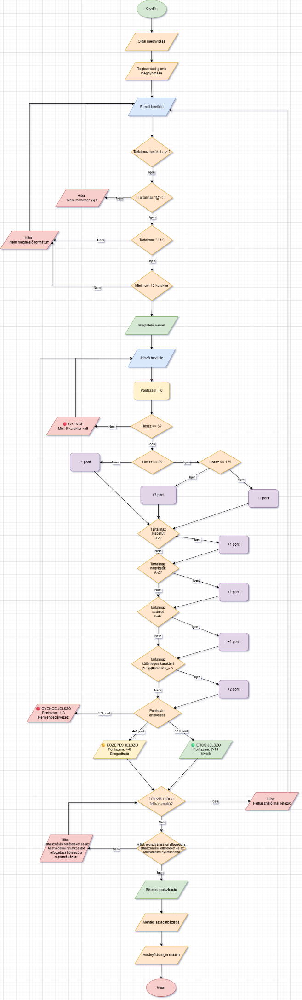 Kezdés
Oldal megnyitása
Regisztráció gomb
megnyomása
E-mail bevitele
Tartalmaz betűket a-z ?
Igen
Tartalmaz "@"-t ?
Nem
Hiba:
Nem tartalmaz @-t
Igen
Tartalmaz "."-t ?
Nem
Hiba:
Nem megfelelő formátum
Igen
Minimum 12 karakter
Nem
Megfelelő e-mail
Jelszó bevitele
Pontszám = 0
Hossz >= 6?
Nem
GYENGE
Min. 6 karakter kell
Igen
Hossz >= 8?
Nem
+1 pont
Igen
Hossz >= 12?
Igen
Nem
+3 pont
+2 pont
Tartalmaz
kisbetűt
a-z?
Igen
+1 pont
Nem
Tartalmaz
nagybetűt
A-Z?
Igen
+1 pont
Nem
Tartalmaz
számot
0-9?
Igen
+1 pont
Nem
Tartalmaz
különleges karaktert
pl.:!@#$%^&*?_~ ?
Igen
+2 pont
Nem
Pontszám
értékelése
1-3 pont
GYENGE JELSZÓ
Pontszám: 1-3
Nem engedélyezett
4-6 pont
7-10 pont
KÖZEPES JELSZÓ
Pontszám: 4-6
Elfogadható
ERŐS JELSZÓ
Pontszám: 7-10
Kiváló
Létezik már a
felhasználó?
Igen
Hiba:
Felhasználó már létezik
Nem
A fiók regisztrálásával elfogadja a
Felhasználási feltételeket és az
Adatvédelmi nyilatkozatot
Nem
Hiba:
Felhasználási feltételeket és az
Adatvédelmi nyilatkozatot
elfogadása kötelező a
regisztrációhoz!
Igen
Sikeres regisztráció
Mentés az adatbázisba
Átirányítás login oldalra
Vége